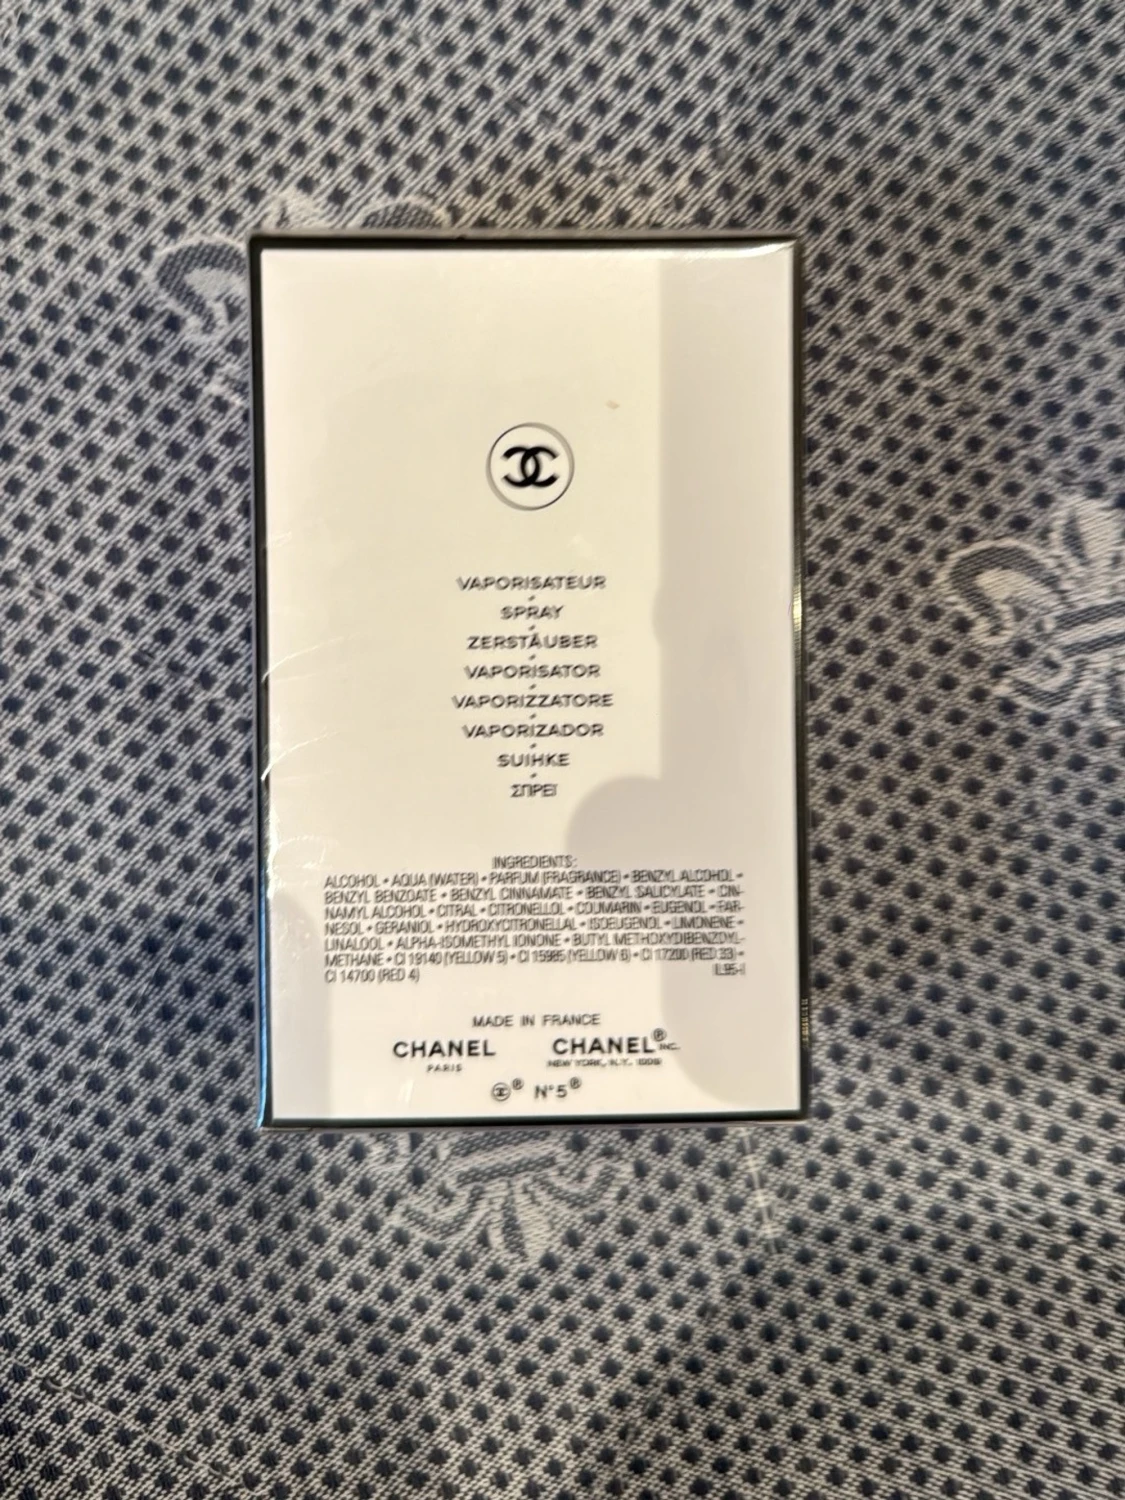 VAPORISATEUR
SPRAY
ZERSTÄUBER
VAPORISATOR
VAPORIZZATORE
VAPORIZADOR
SUIHKE
ΣΠΡΕΪ
INGREDIENTS:
ALCOHOL • AQUA (WATER) • PARFUM (FRAGRANCE) • BENZYL ALCOHOL •
BENZYL BENZOATE • BENZYL CINNAMATE • BENZYL SALICYLATE • CIN-
NAMYL ALCOHOL • CITRAL • CITRONELLOL • COUMARIN • EUGENOL • FAR-
NESOL • GERANIOL • HYDROXYCITRONELLAL • ISOEUGENOL • LIMONENE •
LINALOOL • ALPHA-ISOMETHYL IONONE • BUTYL METHOXYDIBENZOYL-
METHANE • CI 19140 (YELLOW 5) • CI 15985 (YELLOW 6) • CI 17200 (RED 33) •
CI 14700 (RED 4)
MADE IN FRANCE
CHANEL CHANEL® INC.
PARIS NEW YORK, N.Y.
® N°5®